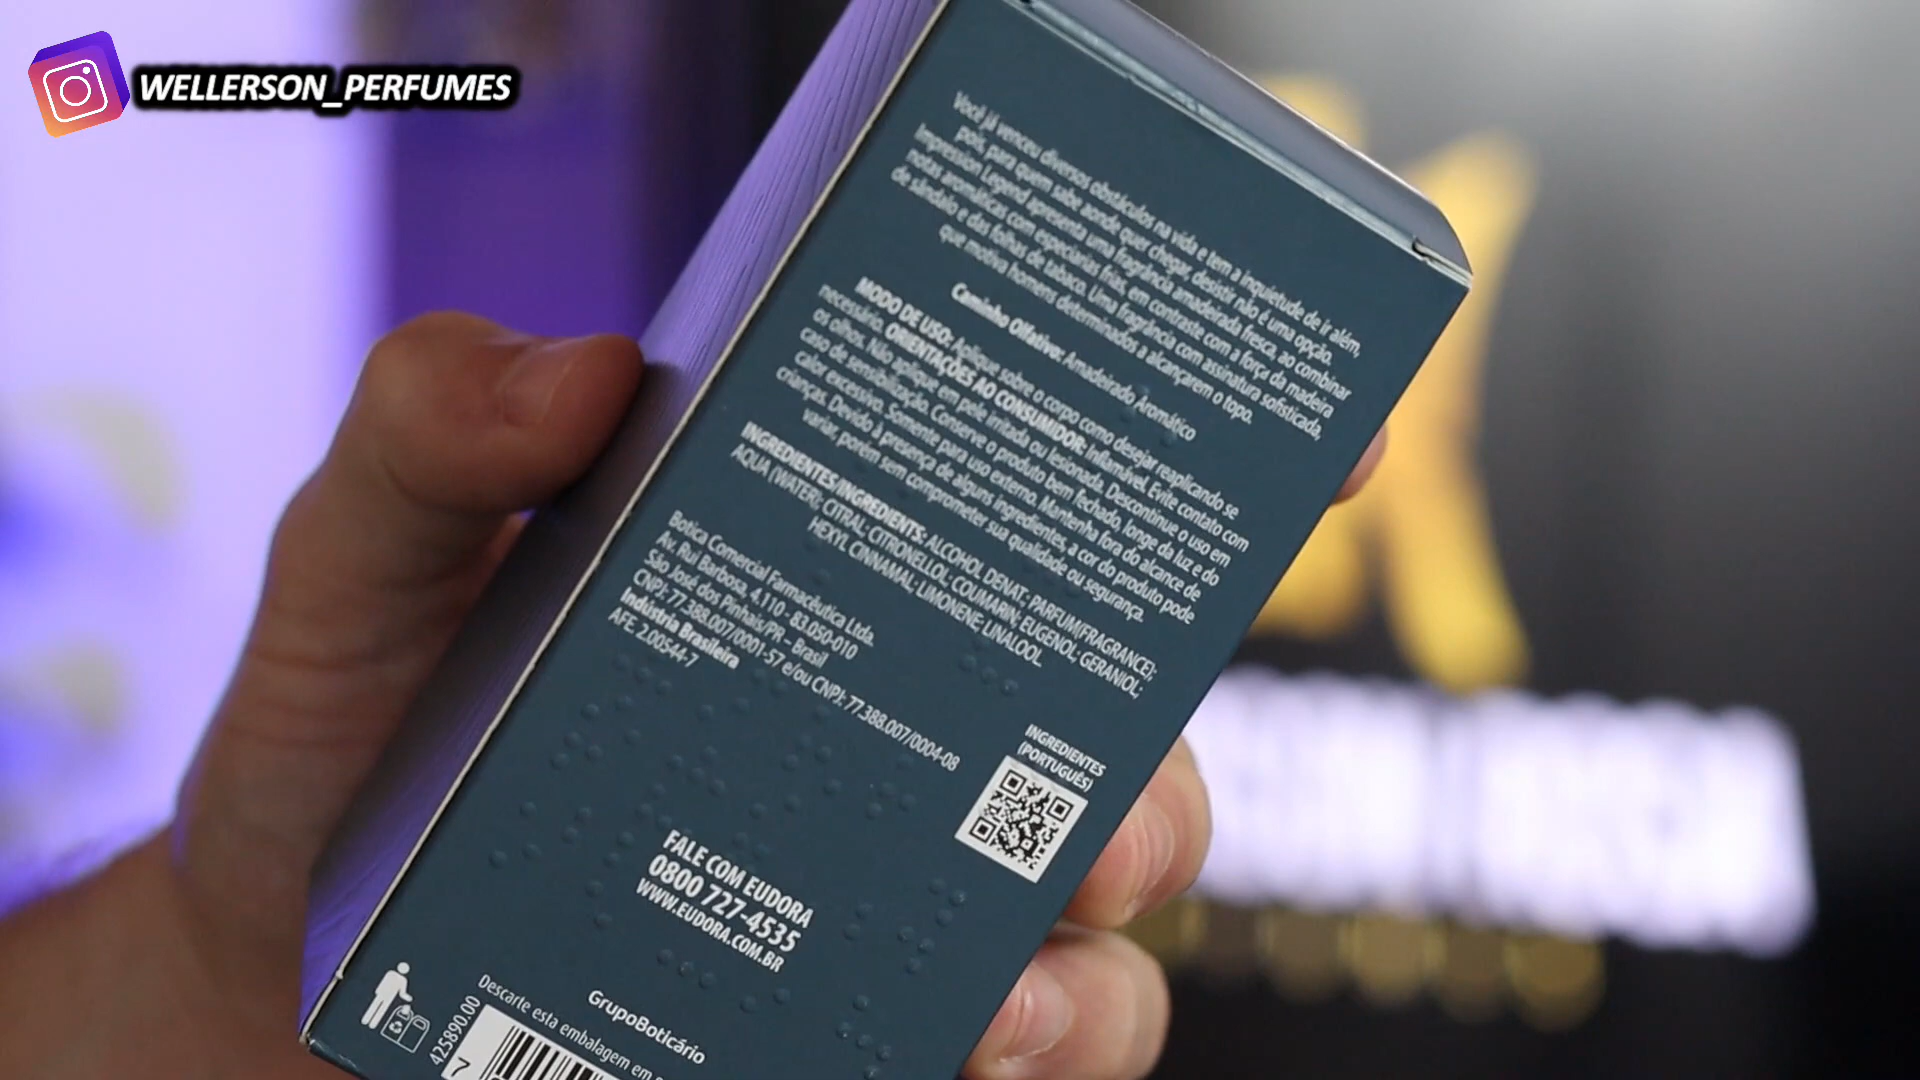 WELLERSON_PERFUMES
Você já venceu diversos obstáculos na vida e tem a inquietude de ir além,
pois, para quem sabe aonde quer chegar, desistir não é uma opção.
Impression Legend apresenta uma fragrância amadeirada fresca, ao combinar
notas aromáticas com especiarias frias, em contraste com a força da madeira
de sândalo e das folhas de tabaco. Uma fragrância com assinatura sofisticada,
que motiva homens determinados a alcançarem o topo.
Caminho Olfativo: Amadeirado Aromático
MODO DE USO: Aplique sobre o corpo como desejar reaplicando se
necessário. ORIENTAÇÕES AO CONSUMIDOR: Inflamável. Evite contato com
os olhos. Não aplique em pele irritada ou lesionada. Descontinue o uso em
caso de sensibilização. Conserve o produto bem fechado, longe da luz e do
calor excessivo. Somente para uso externo. Mantenha fora do alcance de
crianças. Devido à presença de alguns ingredientes, a cor do produto pode
variar, porém sem comprometer sua qualidade ou segurança.
INGREDIENTES/INGREDIENTS: ALCOHOL DENAT.; PARFUM(FRAGRANCE);
AQUA (WATER); CITRAL; CITRONELLOL; COUMARIN; EUGENOL; GERANIOL;
HEXYL CINNAMAL; LIMONENE; LINALOOL.
Botica Comercial Farmacêutica Ltda.
Av. Rui Barbosa, 4.110 - 83.050-010
São José dos Pinhais/PR – Brasil
CNPJ: 77.388.007/0001-57 e/ou CNPJ: 77.388.007/0004-08
Indústria Brasileira
AFE. 2.00544-7
INGREDIENTES
(PORTUGUÊS)
FALE COM EUDORA
0800 727-4535
WWW.EUDORA.COM.BR
GrupoBoticário
Descarte esta embalagem em
425890.00
7